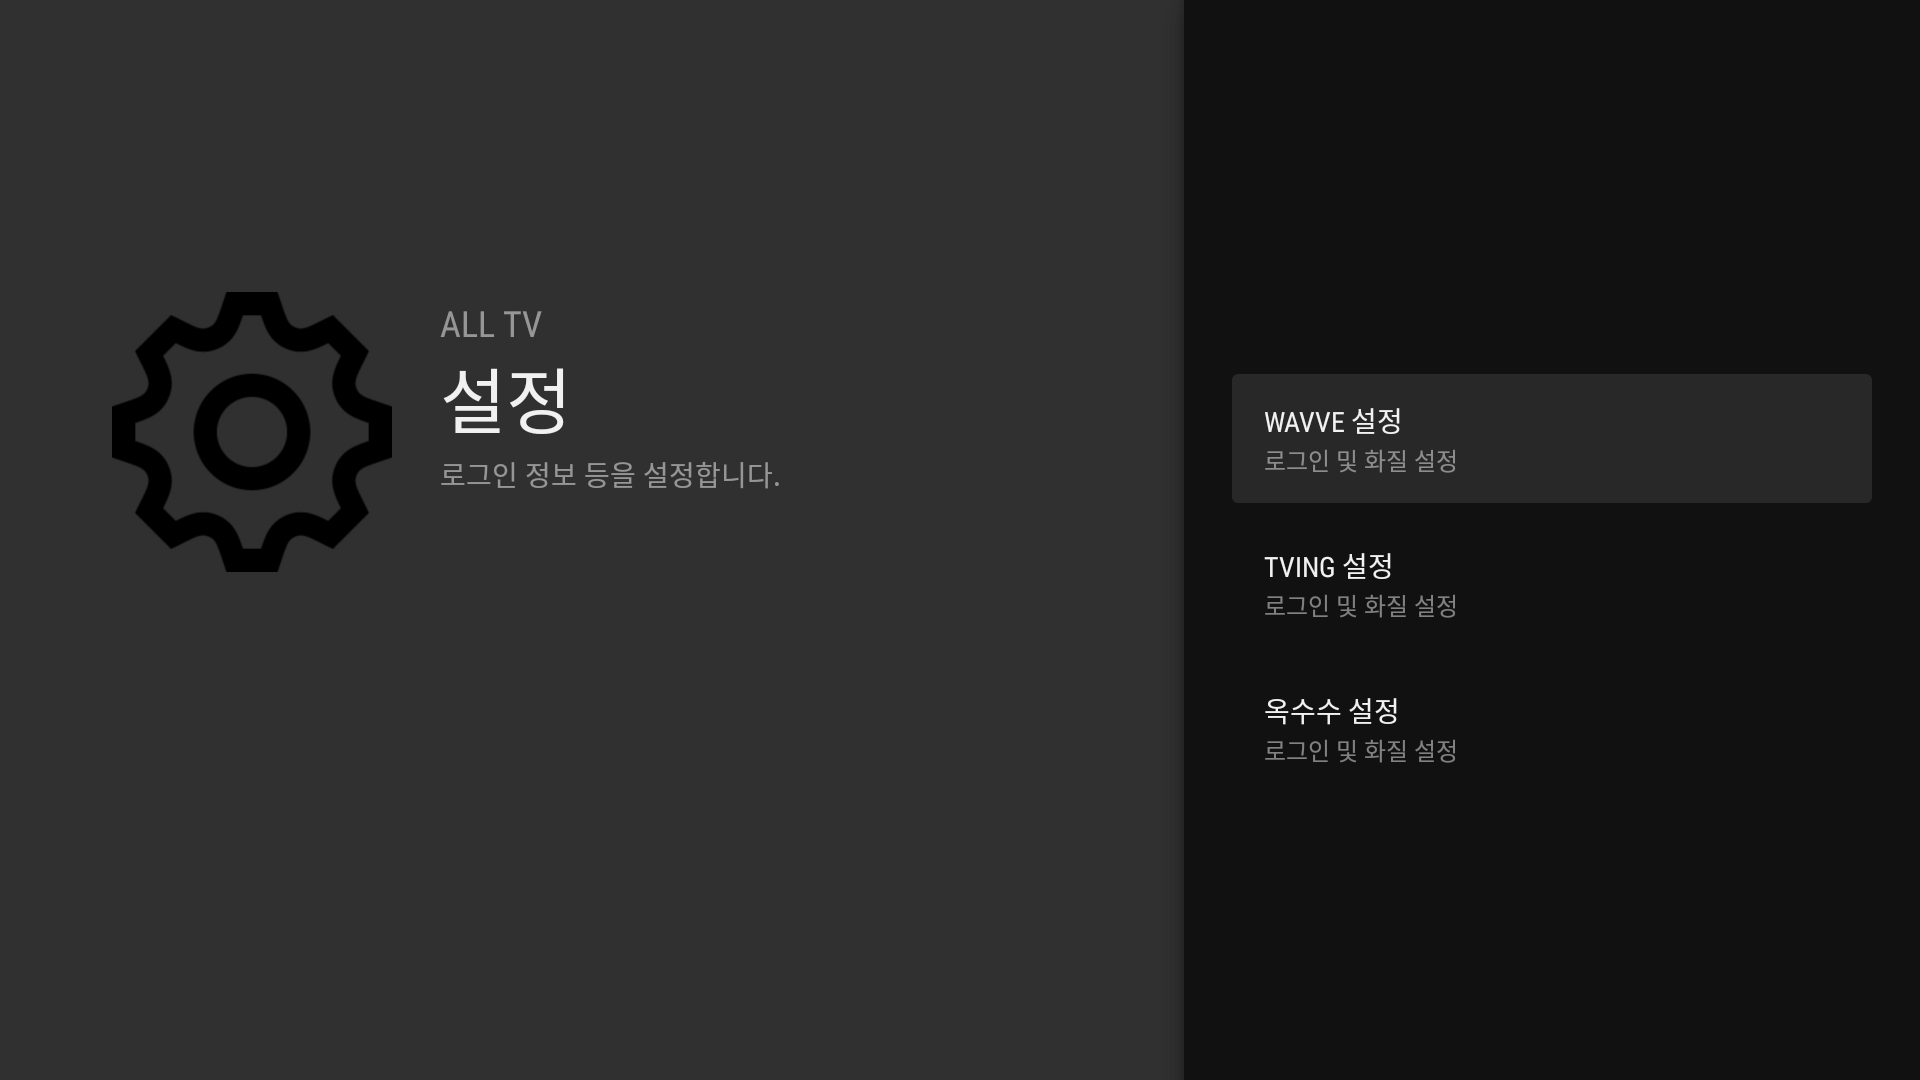 ALL TV
설정
로그인 정보 등을 설정합니다.
WAVVE 설정
로그인 및 화질 설정
TVING 설정
로그인 및 화질 설정
옥수수 설정
로그인 및 화질 설정